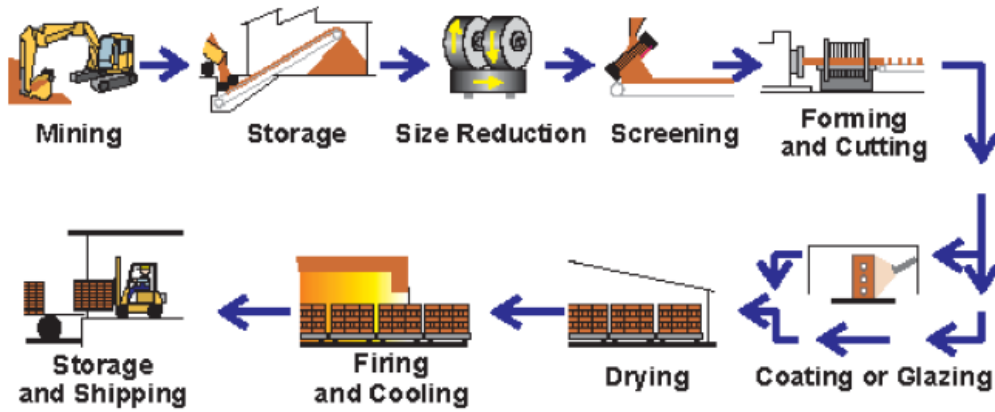 Mining
Storage
Size Reduction
Screening
Forming
and Cutting
Coating or Glazing
Drying
Firing
and Cooling
Storage
and Shipping